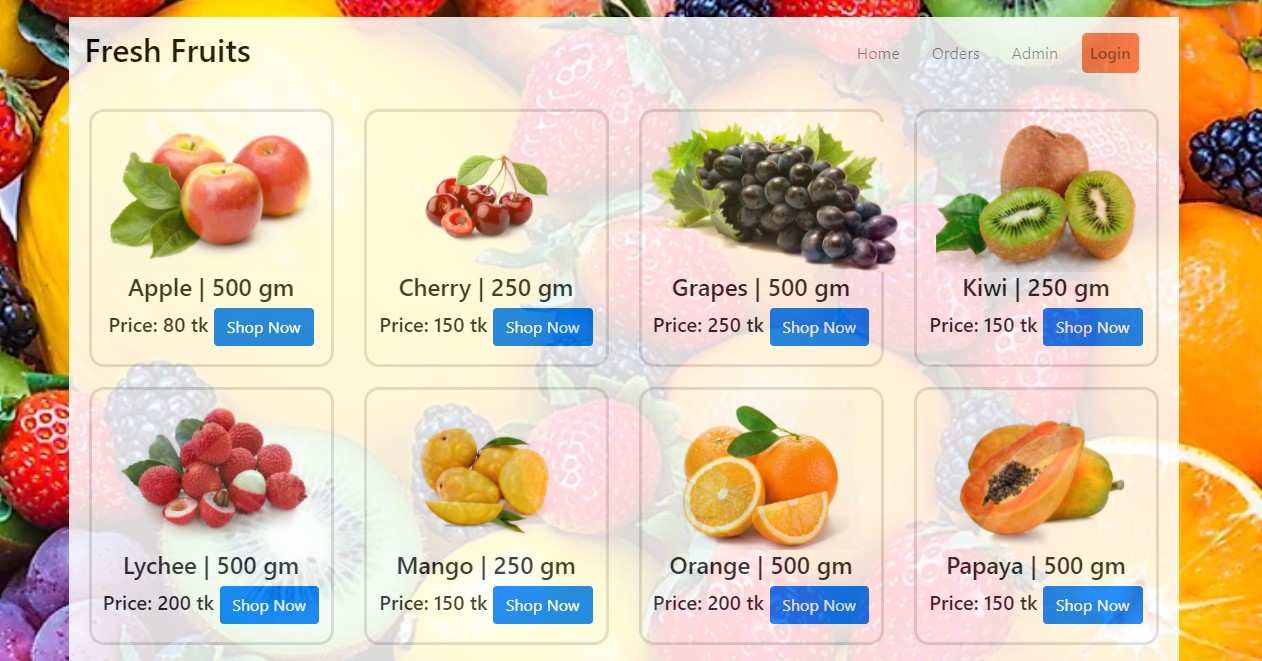 Fresh Fruits
Home Orders Admin Login
Apple | 500 gm
Price: 80 tk Shop Now
Cherry | 250 gm
Price: 150 tk Shop Now
Grapes | 500 gm
Price: 250 tk Shop Now
Kiwi | 250 gm
Price: 150 tk Shop Now
Lychee | 500 gm
Price: 200 tk Shop Now
Mango | 250 gm
Price: 150 tk Shop Now
Orange | 500 gm
Price: 200 tk Shop Now
Papaya | 500 gm
Price: 150 tk Shop Now